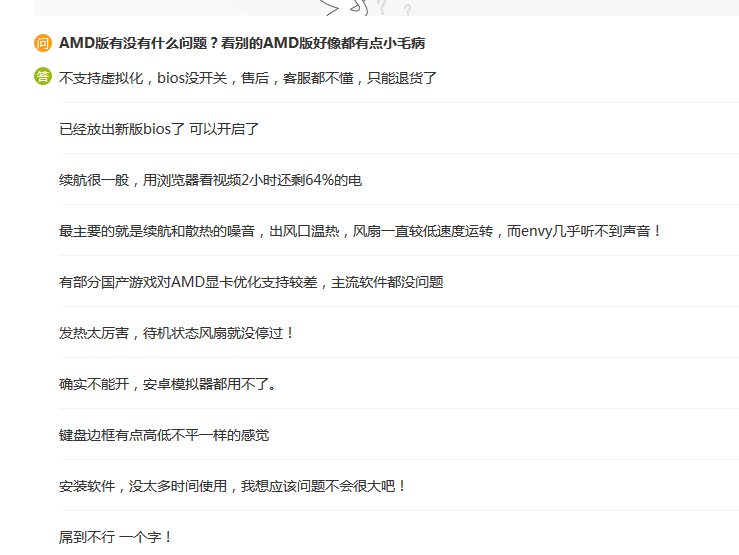 问 AMD版有没有什么问题？看别的AMD版好像都有点小毛病
答 不支持虚拟化，bios没开关，售后，客服都不懂，只能退货了
已经放出新版bios了 可以开启了
续航很一般，用浏览器看视频2小时还剩64%的电
最主要的就是续航和散热的噪音，出风口温热，风扇一直较低速度运转，而envy几乎听不到声音！
有部分国产游戏对AMD显卡优化支持较差，主流软件都没问题
发热太厉害，待机状态风扇就没停过！
确实不能开，安卓模拟器都用不了。
键盘边框有点高低不平一样的感觉
安装软件，没太多时间使用，我想应该问题不会很大吧！
屌到不行 一个字！